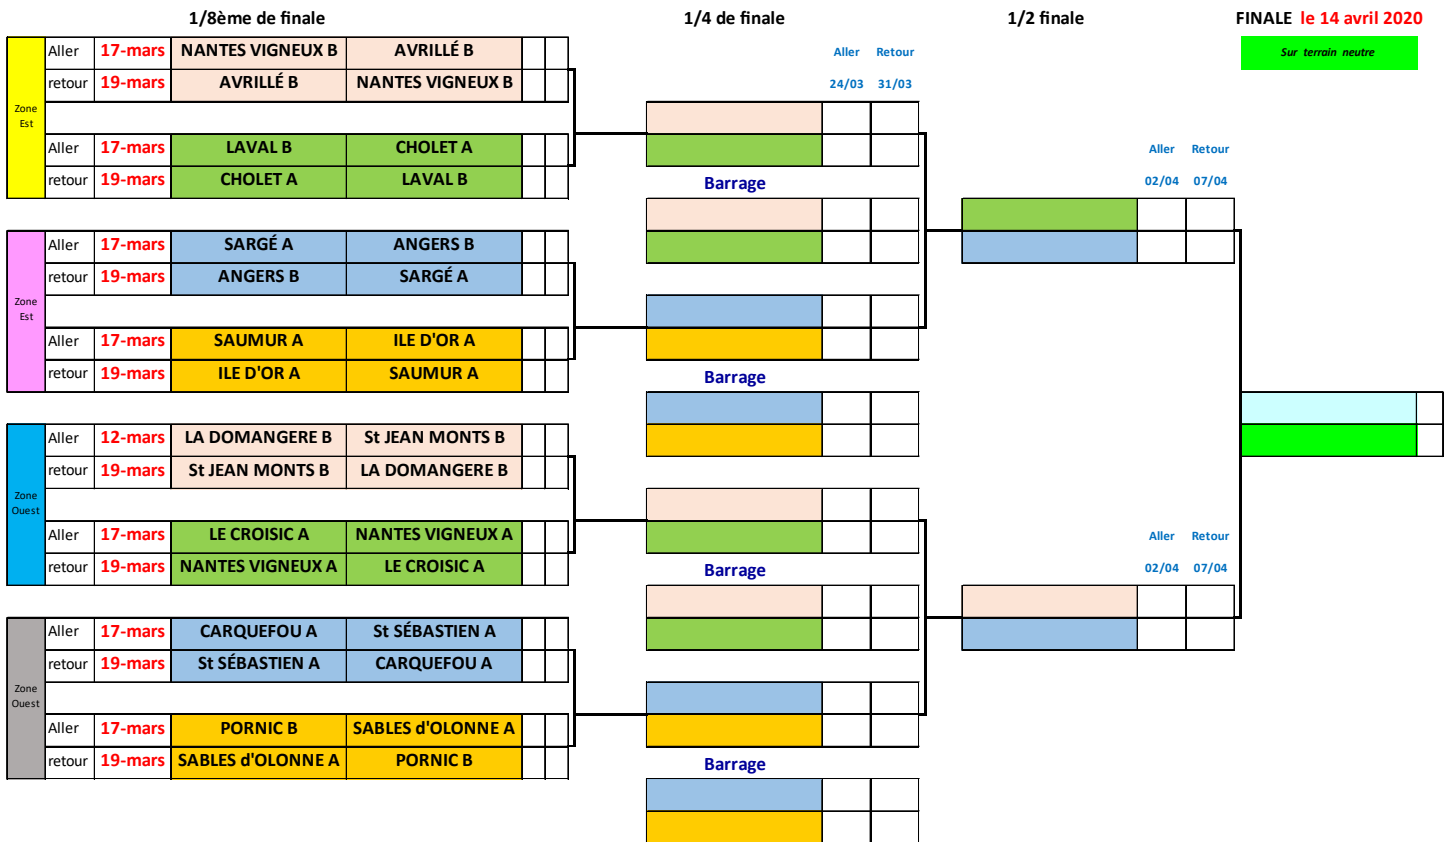 1/8ème de finale 1/4 de finale 1/2 finale FINALE le 14 avril 2020
Aller 17-mars NANTES VIGNEUX B AVRILLÉ B Aller Retour Sur terrain neutre
retour 19-mars AVRILLÉ B NANTES VIGNEUX B 24/03 31/03
Zone
Est
Aller 17-mars LAVAL B CHOLET A Aller Retour
retour 19-mars CHOLET A LAVAL B Barrage 02/04 07/04
Aller 17-mars SARGÉ A ANGERS B
retour 19-mars ANGERS B SARGÉ A
Zone
Est
Aller 17-mars SAUMUR A ILE D'OR A
retour 19-mars ILE D'OR A SAUMUR A Barrage
Aller 12-mars LA DOMANGERE B St JEAN MONTS B
retour 19-mars St JEAN MONTS B LA DOMANGERE B
Zone
Ouest
Aller 17-mars LE CROISIC A NANTES VIGNEUX A Aller Retour
retour 19-mars NANTES VIGNEUX A LE CROISIC A Barrage 02/04 07/04
Aller 17-mars CARQUEFOU A St SÉBASTIEN A
retour 19-mars St SÉBASTIEN A CARQUEFOU A
Zone
Ouest
Aller 17-mars PORNIC B SABLES d'OLONNE A
retour 19-mars SABLES d'OLONNE A PORNIC B Barrage